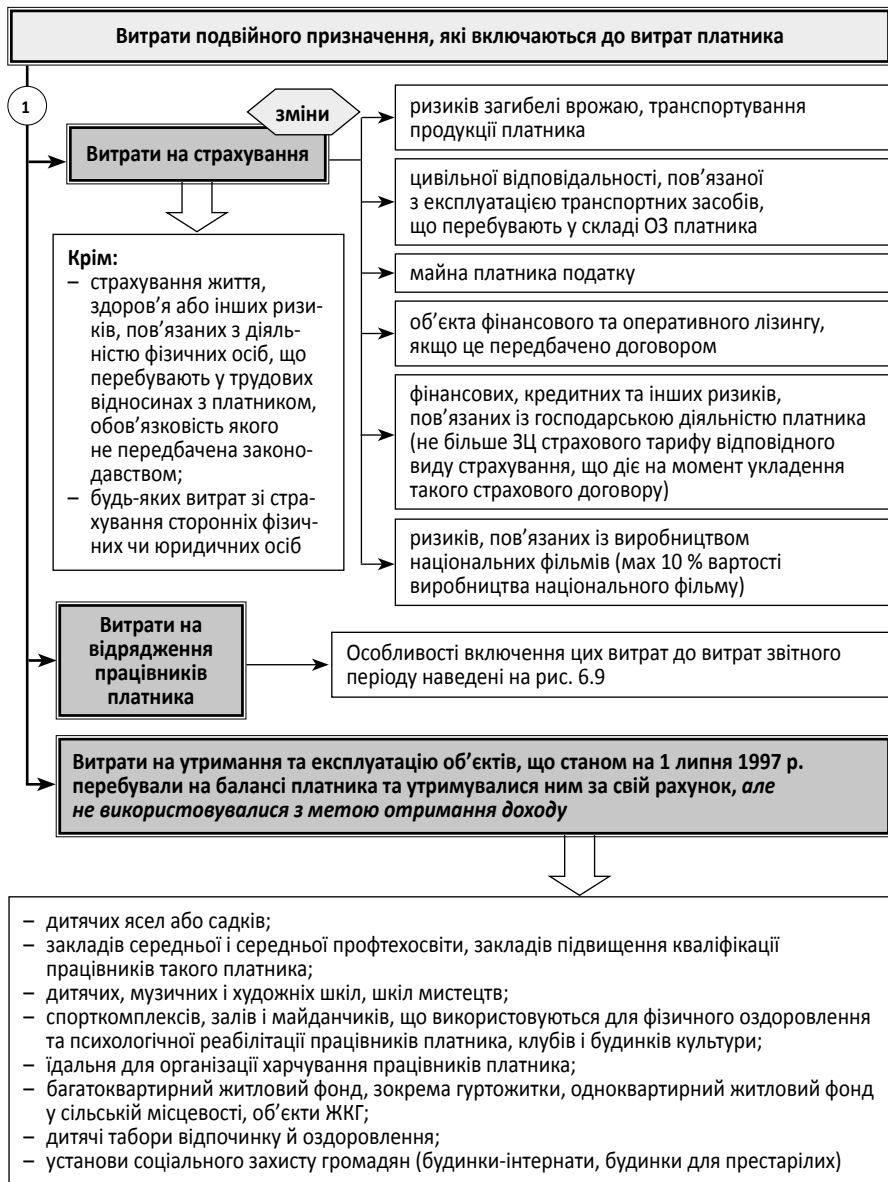 Витрати подвійного призначення, які включаються до витрат платника
1
зміни
Витрати на страхування
Крім:
– страхування життя,
здоров’я або інших ризи-
ків, пов’язаних з діяль-
ністю фізичних осіб, що
перебувають у трудових
відносинах з платником,
обов’язковість якого
не передбачена законо-
давством;
– будь-яких витрат зі стра-
хування сторонніх фізич-
них чи юридичних осіб
ризиків загибелі врожаю, транспортування
продукції платника
цивільної відповідальності, пов’язаної
з експлуатацією транспортних засобів,
що перебувають у складі ОЗ платника
майна платника податку
об’єкта фінансового та оперативного лізингу,
якщо це передбачено договором
фінансових, кредитних та інших ризиків,
пов’язаних із господарською діяльністю платника
(не більше ЗЦ страхового тарифу відповідного
виду страхування, що діє на момент укладення
такого страхового договору)
ризиків, пов’язаних із виробництвом
національних фільмів (мах 10 % вартості
виробництва національного фільму)
Витрати на
відрядження
працівників
платника
Особливості включення цих витрат до витрат звітного
періоду наведені на рис. 6.9
Витрати на утримання та експлуатацію об’єктів, що станом на 1 липня 1997 р.
перебували на балансі платника та утримувалися ним за свій рахунок, але
не використовувалися з метою отримання доходу
– дитячих ясел або садків;
– закладів середньої і середньої профтехосвіти, закладів підвищення кваліфікації
працівників такого платника;
– дитячих, музичних і художніх шкіл, шкіл мистецтв;
– спорткомплексів, залів і майданчиків, що використовуються для фізичного оздоровлення
та психологічної реабілітації працівників платника, клубів і будинків культури;
– їдальня для організації харчування працівників платника;
– багатоквартирний житловий фонд, зокрема гуртожитки, одноквартирний житловий фонд
у сільській місцевості, об’єкти ЖКГ;
– дитячі табори відпочинку й оздоровлення;
– установи соціального захисту громадян (будинки-інтернати, будинки для престарілих)